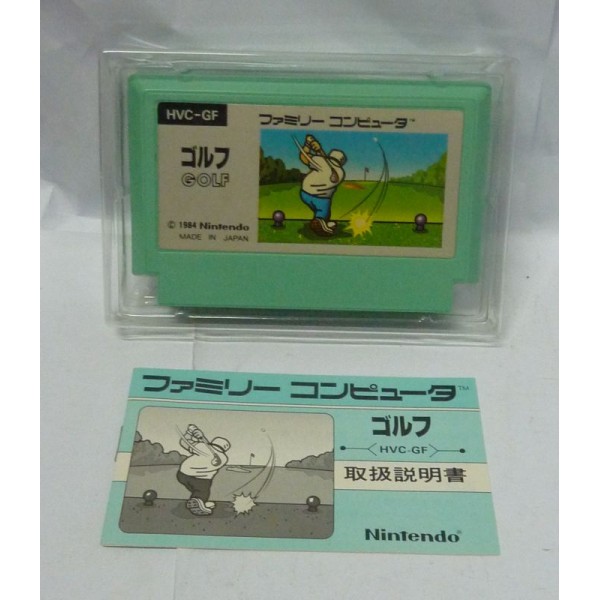 HVC-GF
ファミリー コンピュータ™
ゴルフ
GOLF
© 1984 Nintendo
MADE IN JAPAN
ファミリー コンピュータ™
ゴルフ
HVC-GF
取扱説明書
Nintendo®